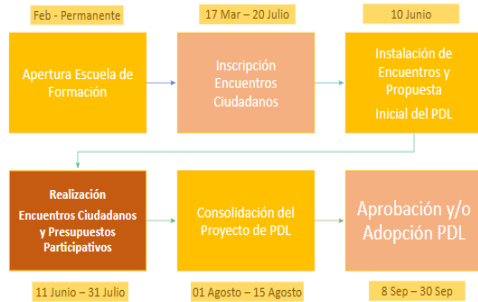 Feb - Permanente
17 Mar – 20 Julio
10 Junio
Apertura Escuela de
Formación
Inscripción
Encuentros
Ciudadanos
Instalación de
Encuentros y
Propuesta
Inicial del PDL
Realización
Encuentros Ciudadanos
y Presupuestos
Participativos
Consolidación del
Proyecto de PDL
Aprobación y/o
Adopción PDL
11 Junio – 31 Julio
01 Agosto – 15 Agosto
8 Sep – 30 Sep